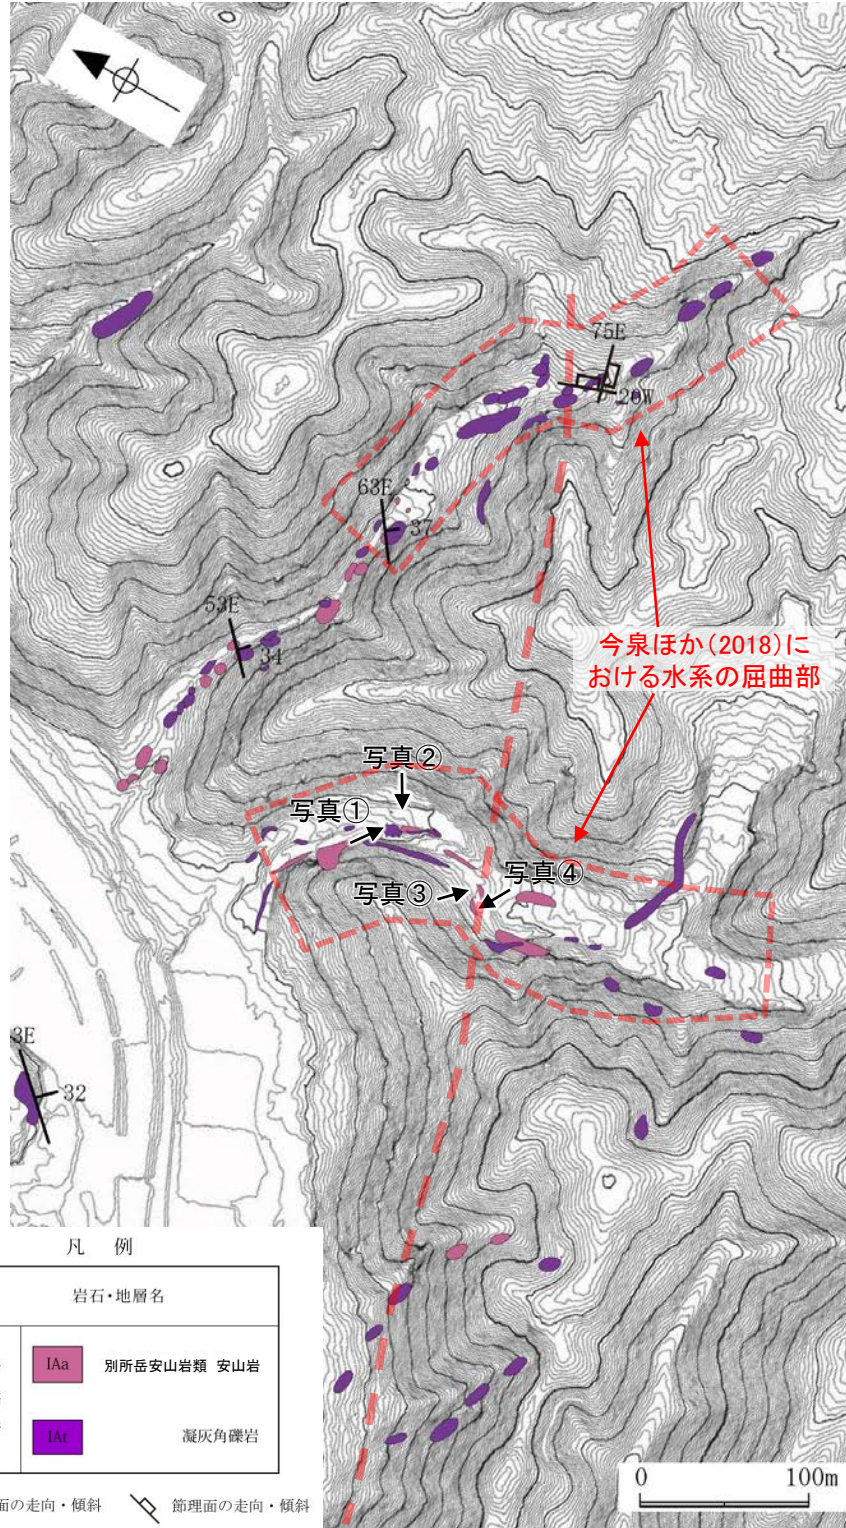 75E
20W
63E
37
53E
34
今泉ほか(2018)に
おける水系の屈曲部
写真②
写真①
写真④
写真③
3E
32
凡 例
岩石・地層名
IAa 別所岳安山岩類 安山岩
IAt 凝灰角礫岩
面の走向・傾斜 節理面の走向・傾斜
0 100m